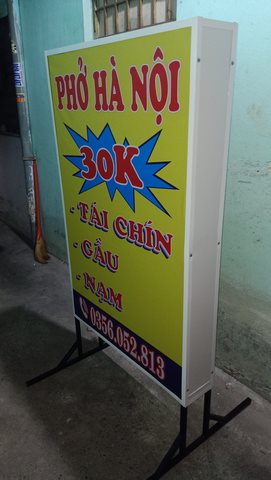 PHỞ HÀ NỘI
30K
- TÁI CHÍN
- GẦU
- NẠM
0356.052.813